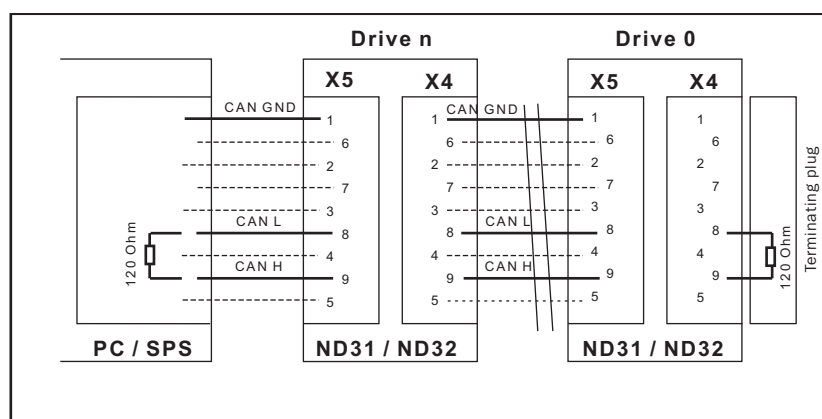 Drive n
Drive 0
X5
X4
X5
X4
CAN GND
CAN GND
1
1
1
1
6
6
6
6
2
2
2
2
7
7
7
7
3
3
3
3
CAN L
CAN L
8
8
8
8
4
4
4
4
CAN H
CAN H
9
9
9
9
5
5
5
5
120 Ohm
120 Ohm
Terminating plug
PC / SPS
ND31 / ND32
ND31 / ND32